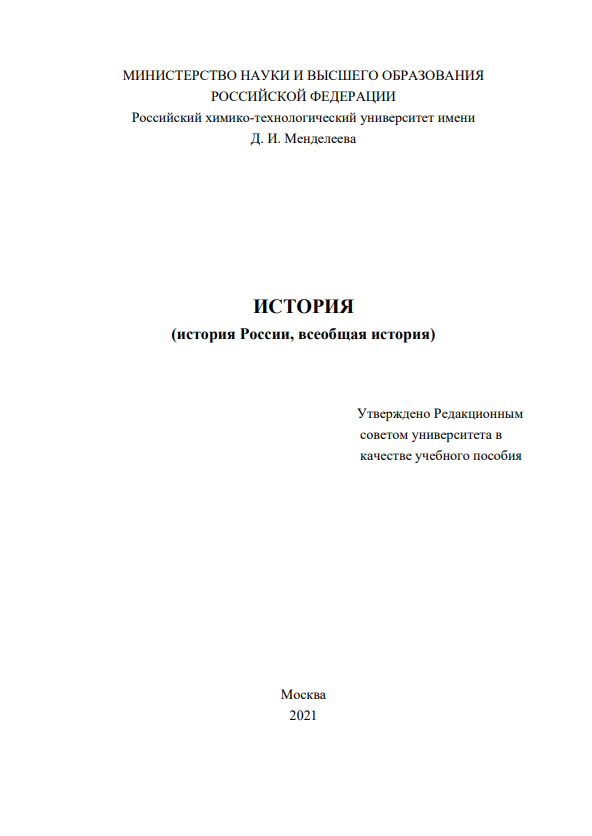 МИНИСТЕРСТВО НАУКИ И ВЫСШЕГО ОБРАЗОВАНИЯ
РОССИЙСКОЙ ФЕДЕРАЦИИ
Российский химико-технологический университет имени
Д. И. Менделеева
ИСТОРИЯ
(история России, всеобщая история)
Утверждено Редакционным
советом университета в
качестве учебного пособия
Москва
2021